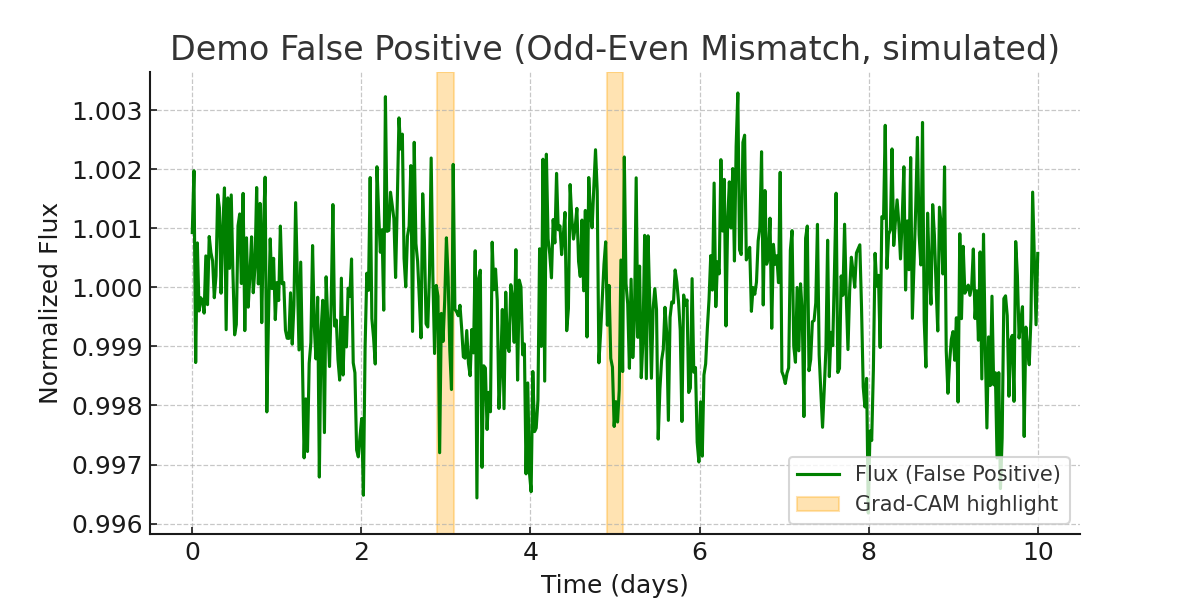 Demo False Positive (Odd-Even Mismatch, simulated)
Normalized Flux
1.003
1.002
1.001
1.000
0.999
0.998
0.997
0.996
Flux (False Positive)
Grad-CAM highlight
0 2 4 6 8 10
Time (days)